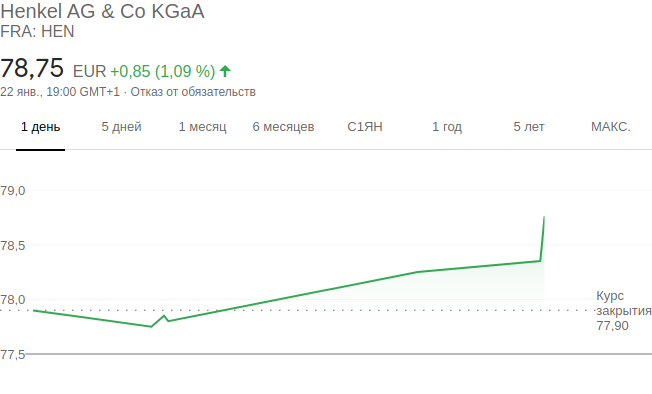 Henkel AG & Co KGaA
FRA: HEN
78,75 EUR +0,85 (1,09 %)
22 янв., 19:00 GMT+1 · Отказ от обязательств
1 день 5 дней 1 месяц 6 месяцев С1ЯН 1 год 5 лет МАКС.
79,0
78,5
78,0
Курс
закрытия
77,90
77,5